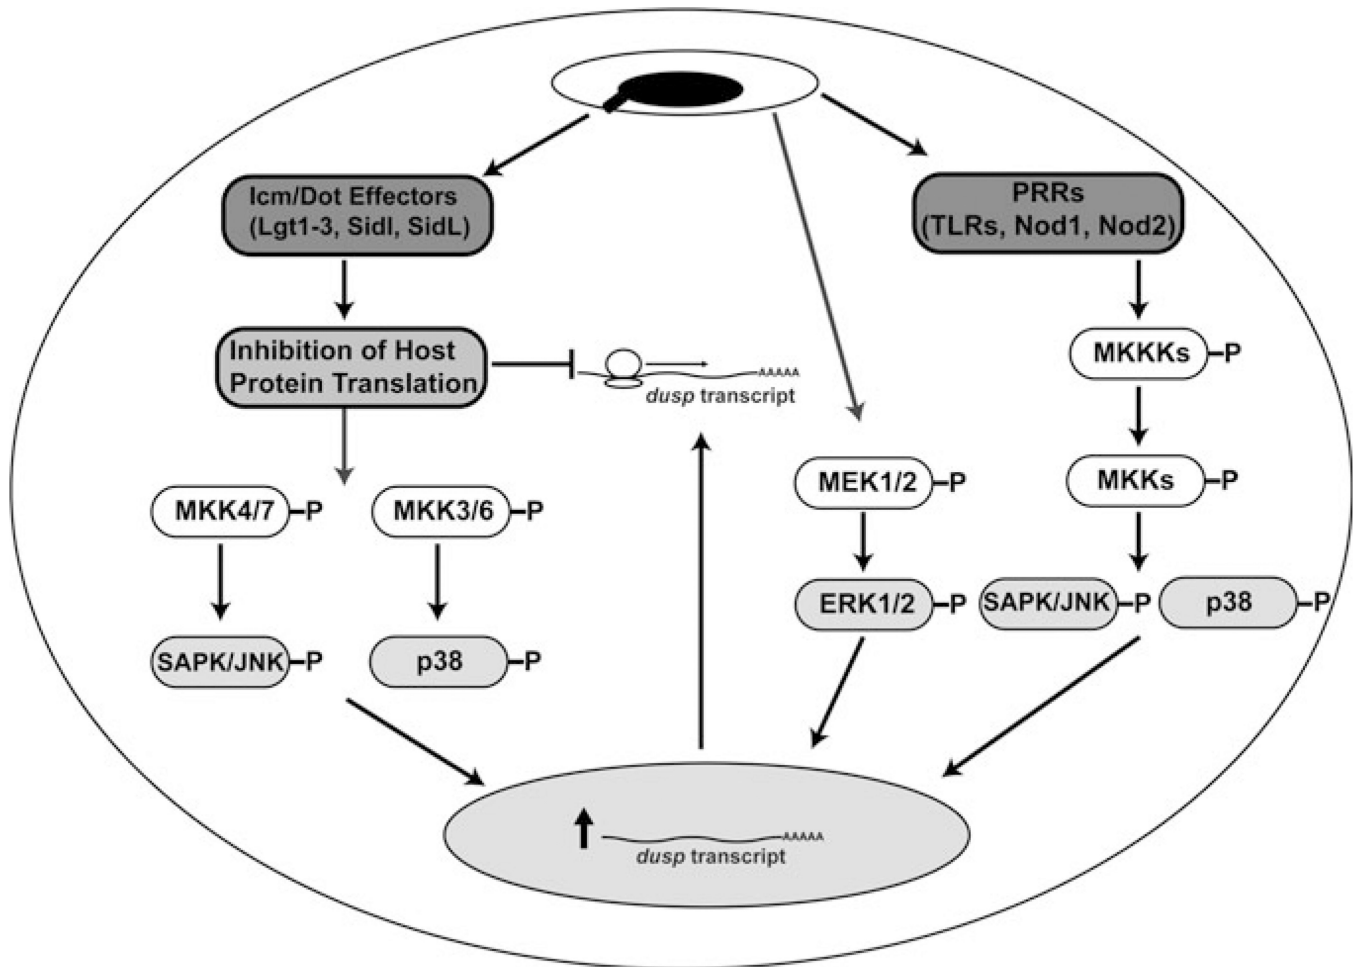 Icm/Dot Effectors
(Lgt1-3, SidI, SidL)
PRRs
(TLRs, Nod1, Nod2)
Inhibition of Host
Protein Translation
AAAAA
dusp transcript
MKKKs-P
MEK1/2-P
MKKs-P
MKK4/7-P
MKK3/6-P
ERK1/2-P
SAPK/JNK-P
p38-P
SAPK/JNK-P
p38-P
AAAAA
dusp transcript